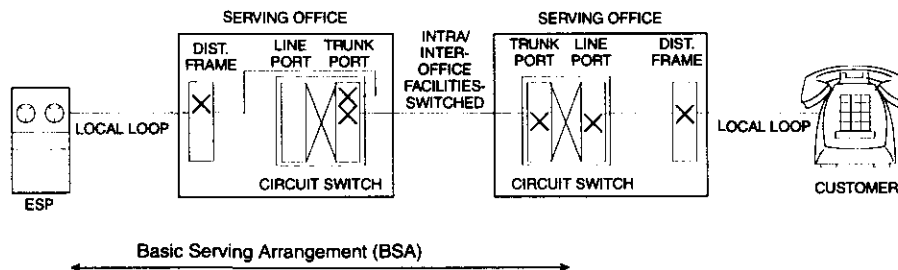 SERVING OFFICE
SERVING OFFICE
DIST.
FRAME
LINE
PORT
TRUNK
PORT
INTRA/
INTER-
OFFICE
FACILITIES-
SWITCHED
TRUNK
PORT
LINE
PORT
DIST.
FRAME
LOCAL LOOP
LOCAL LOOP
CIRCUIT SWITCH
CIRCUIT SWITCH
ESP
CUSTOMER
Basic Serving Arrangement (BSA)